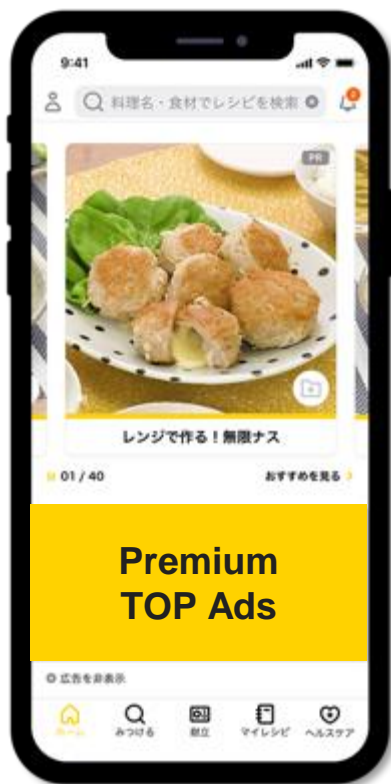 9:41
料理名・食材でレシピを検索
PR
レンジで作る！無限ナス
01 / 40
おすすめを見る
Premium
TOP Ads
広告を非表示
ホーム
みつける
献立
マイレシピ
ヘルスケア